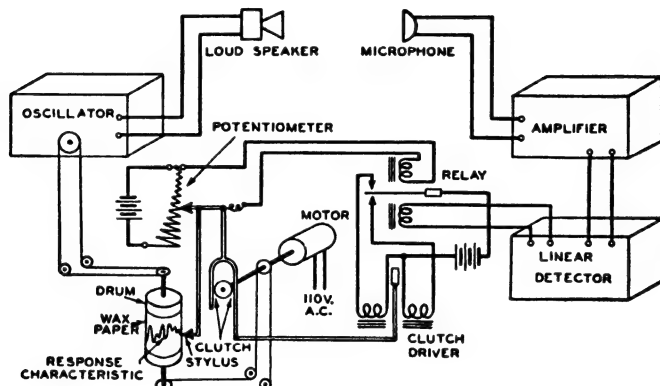 LOUD SPEAKER
MICROPHONE
OSCILLATOR
POTENTIOMETER
AMPLIFIER
RELAY
MOTOR
LINEAR
DETECTOR
110V.
A.C.
DRUM
WAX
PAPER
CLUTCH
STYLUS
CLUTCH
DRIVER
RESPONSE
CHARACTERISTIC